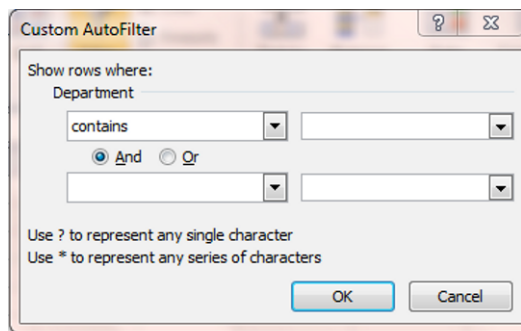 Custom AutoFilter
Show rows where:
Department
contains
And Or
Use ? to represent any single character
Use * to represent any series of characters
OK Cancel